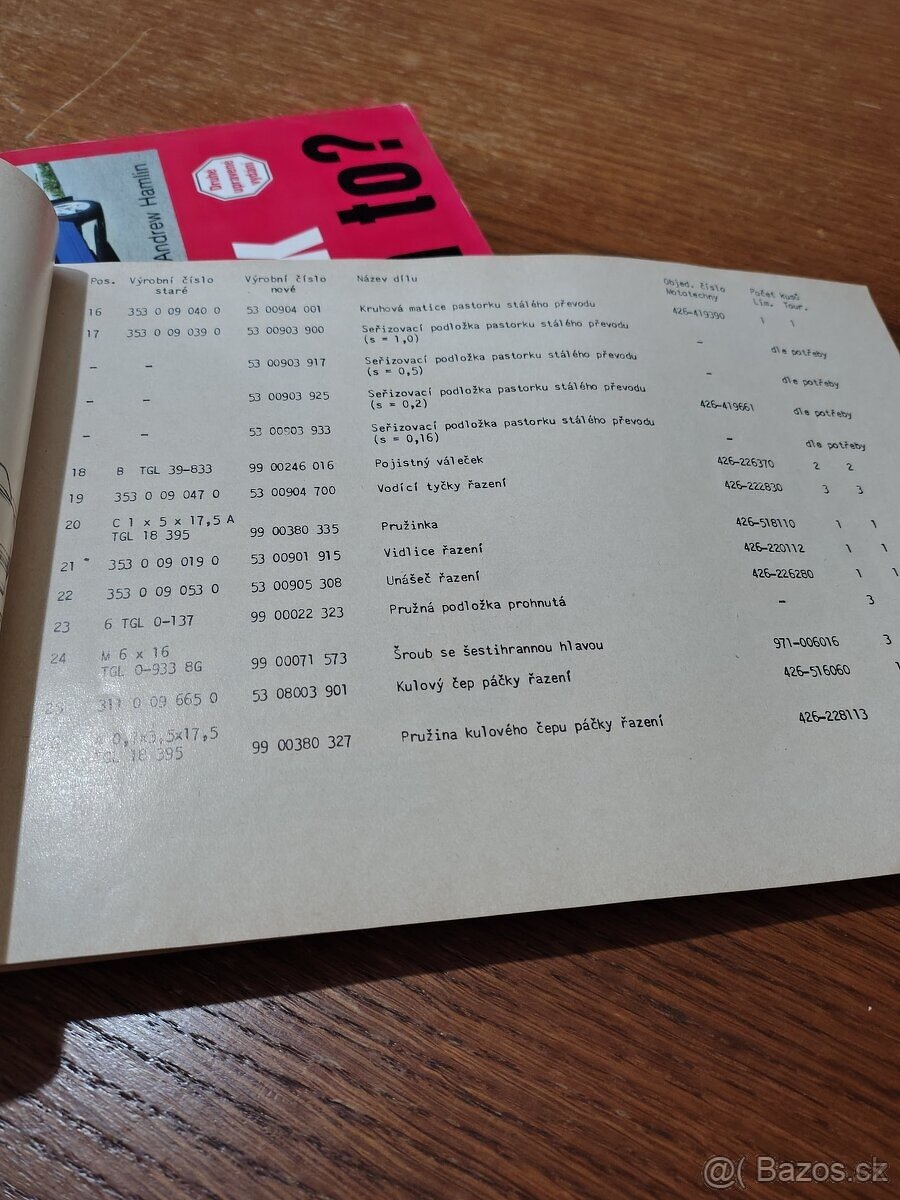 Andrew Hamlin
Druhé
upravené
vydání
k
to?
Pos. Výrobní číslo Výrobní číslo Název dílu Objed. číslo Počet kusů
staré nové Mototechny Lim. Tour.
16 353 0 09 040 0 53 00904 001 Kruhová matice pastorku stálého převodu 426-419390 1 1
17 353 0 09 039 0 53 00903 900 Seřizovací podložka pastorku stálého převodu
(s = 1,0) – dle potřeby
– – 53 00903 917 Seřizovací podložka pastorku stálého převodu
(s = 0,5) – dle potřeby
– – 53 00903 925 Seřizovací podložka pastorku stálého převodu
(s = 0,2) 426-419661 dle potřeby
– – 53 00903 933 Seřizovací podložka pastorku stálého převodu
(s = 0,16) – dle potřeby
18 B TGL 39-833 99 00246 016 Pojistný váleček 426-226370 2 2
19 353 0 09 047 0 53 00904 700 Vodící tyčky řazení 426-222830 3 3
20 C 1 x 5 x 17,5 A 99 00380 335 Pružinka 426-518110 1 1
TGL 18 395
21 353 0 09 019 0 53 00901 915 Vidlice řazení 426-220112 1 1
22 353 0 09 053 0 53 00905 308 Unášeč řazení 426-226280 1 1
23 6 TGL 0-137 99 00022 323 Pružná podložka prohnutá – 3
24 M 6 x 16 99 00071 573 Šroub se šestihrannou hlavou 971-006016 3
TGL 0-933 8G
25 311 0 09 665 0 53 08003 901 Kulový čep páčky řazení 426-516060 1
0,7x3,5x17,5 99 00380 327 Pružina kulového čepu páčky řazení 426-228113
TGL 18 395
@( Bazos.sk